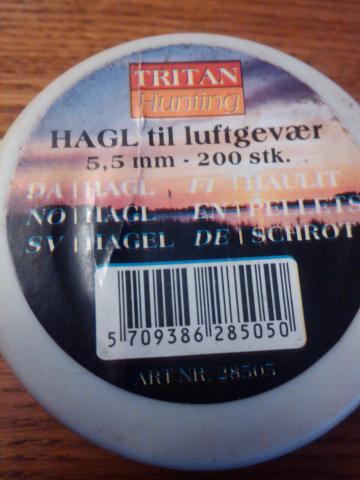 TRITAN
Hunting
HAGL til luftgevær
5,5 mm - 200 stk.
DA | HAGL FI | HAULIT
NO | HAGL EN | PELLETS
SV | HAGEL DE | SCHROT
5 709386 285050
ART-NR. 28505